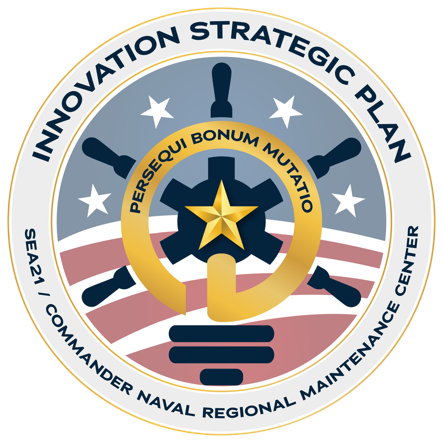 INNOVATION STRATEGIC PLAN
PERSEQUI BONUM MUTATIO
SEA21 / COMMANDER NAVAL REGIONAL MAINTENANCE CENTER